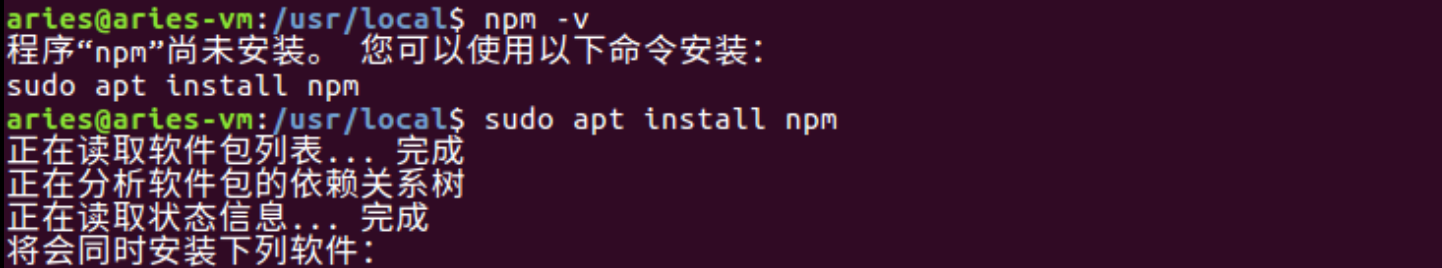 aries@aries-vm:/usr/local$ npm -v
程序“npm”尚未安装。 您可以使用以下命令安装：
sudo apt install npm
aries@aries-vm:/usr/local$ sudo apt install npm
正在读取软件包列表... 完成
正在分析软件包的依赖关系树
正在读取状态信息... 完成
将会同时安装下列软件：